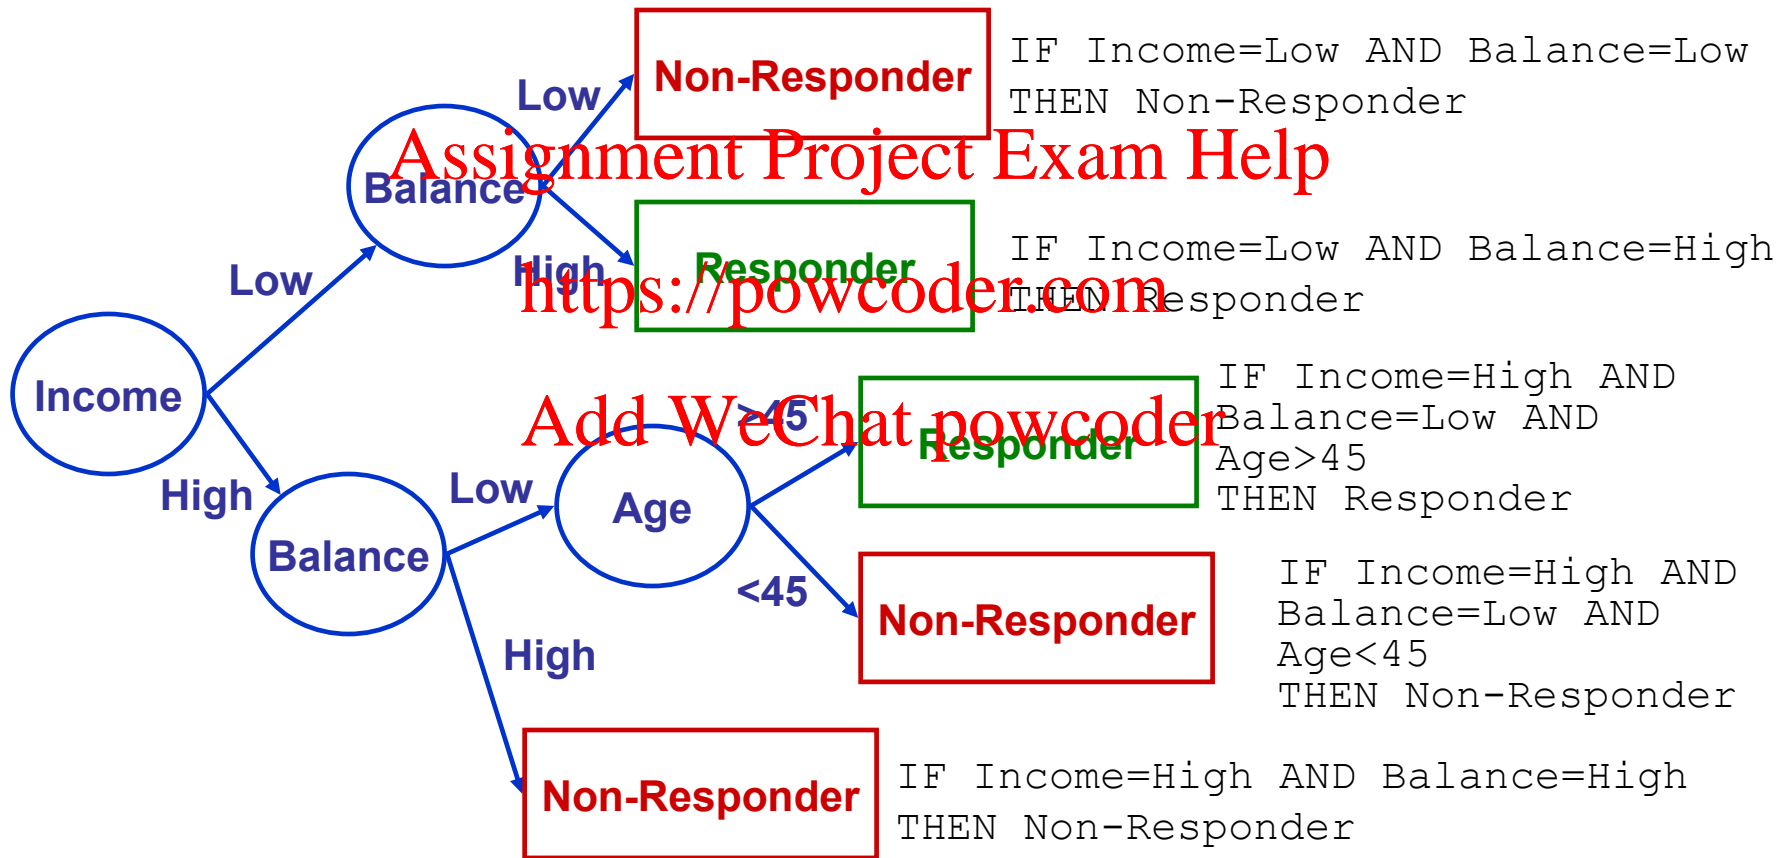 Non-Responder
IF Income=Low AND Balance=Low
THEN Non-Responder
Low
Assignment Project Exam Help
Balance
High
Responder
IF Income=Low AND Balance=High
THEN Responder
https://powcoder.com
Low
Income
High
Add WeChat powcoder
>45
Responder
IF Income=High AND
Balance=Low AND
Age>45
THEN Responder
Low
Age
Balance
<45
Non-Responder
IF Income=High AND
Balance=Low AND
Age<45
THEN Non-Responder
High
Non-Responder
IF Income=High AND Balance=High
THEN Non-Responder